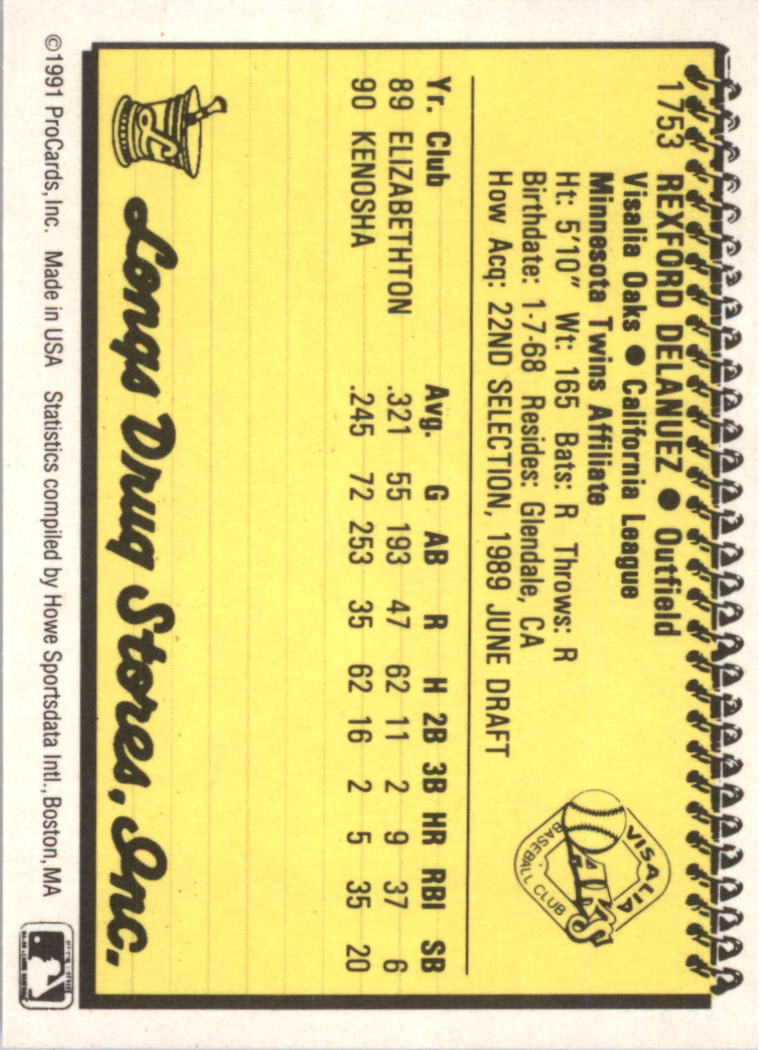 1753 REXFORD DELANUEZ ● Outfield
Visalia Oaks ● California League
Minnesota Twins Affiliate
Ht: 5'10" Wt: 165 Bats: R Throws: R
Birthdate: 1-7-68 Resides: Glendale, CA
How Acq: 22ND SELECTION, 1989 JUNE DRAFT
VISALIA
Oaks
BASEBALL CLUB
Yr. Club Avg. G AB R H 2B 3B HR RBI SB
89 ELIZABETHTON .321 55 193 47 62 11 2 9 37 6
90 KENOSHA .245 72 253 35 62 16 2 5 35 20
Longs Drug Stores, Inc.
©1991 ProCards, Inc. Made in USA Statistics compiled by Howe Sportsdata Intl., Boston, MA